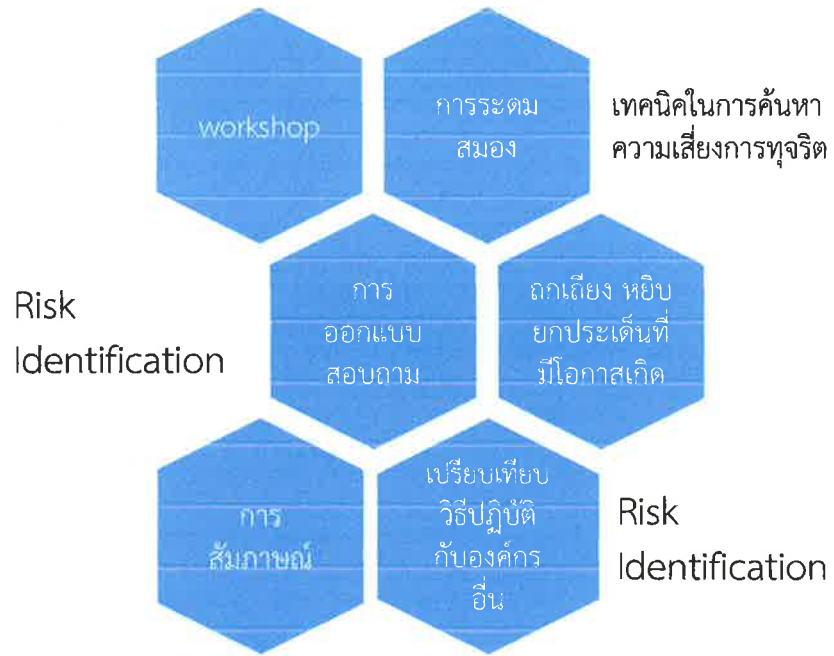 workshop
การระดม
สมอง
เทคนิคในการค้นหา
ความเสี่ยงการทุจริต
Risk
Identification
การ
ออกแบบ
สอบถาม
ถกเถียง หยิบ
ยกประเด็นที่
มีโอกาสเกิด
การ
สัมภาษณ์
เปรียบเทียบ
วิธีปฏิบัติ
กับองค์กร
อื่น
Risk
Identification